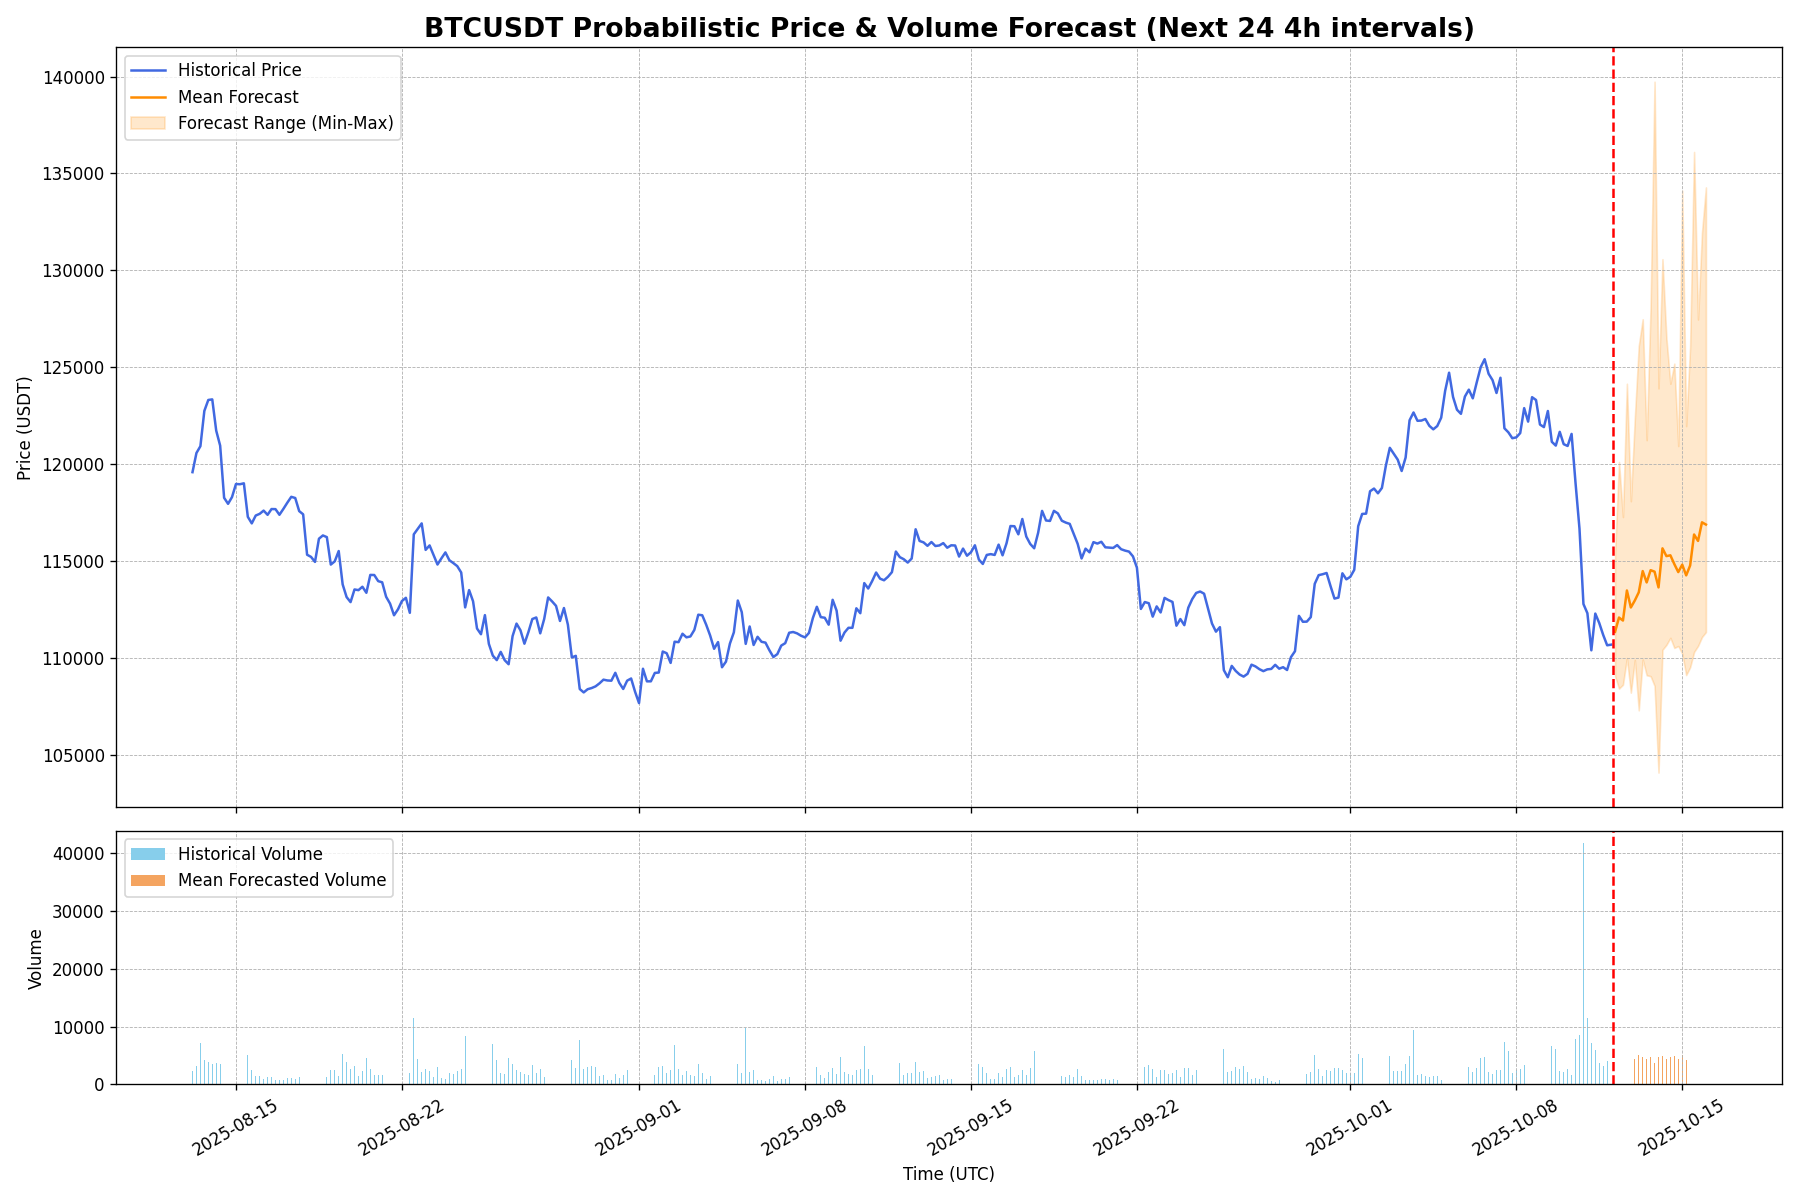 BTCUSDT Probabilistic Price & Volume Forecast (Next 24 4h intervals)
Historical Price
Mean Forecast
Forecast Range (Min-Max)
140000
135000
130000
125000
120000
115000
110000
105000
Price (USDT)
Historical Volume
Mean Forecasted Volume
40000
30000
20000
10000
0
Volume
2025-08-15
2025-08-22
2025-09-01
2025-09-08
2025-09-15
2025-09-22
2025-10-01
2025-10-08
2025-10-15
Time (UTC)